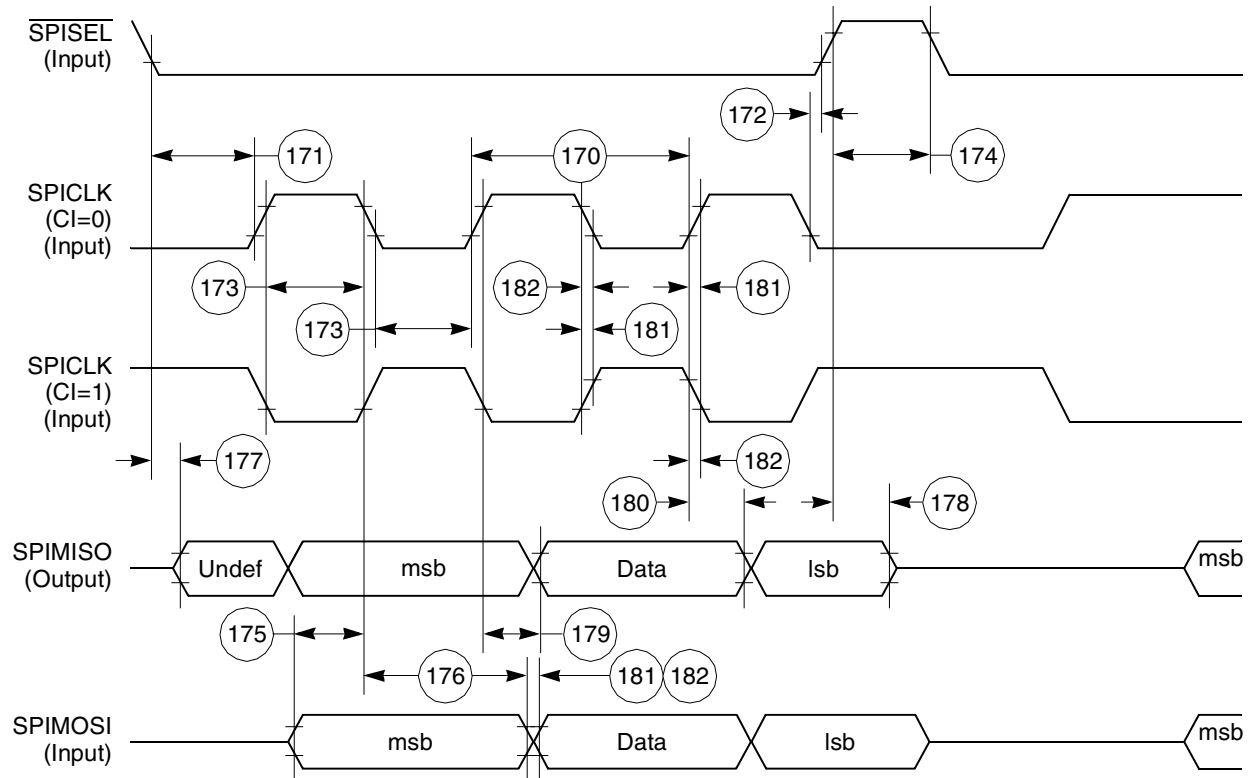 SPISEL
(Input)
172
171
170
174
SPICLK
(CI=0)
(Input)
173
182
181
173
181
SPICLK
(CI=1)
(Input)
177
182
180
178
SPIMISO
(Output)
Undef
msb
Data
lsb
msb
175
179
176
181
182
SPIMOSI
(Input)
msb
Data
lsb
msb